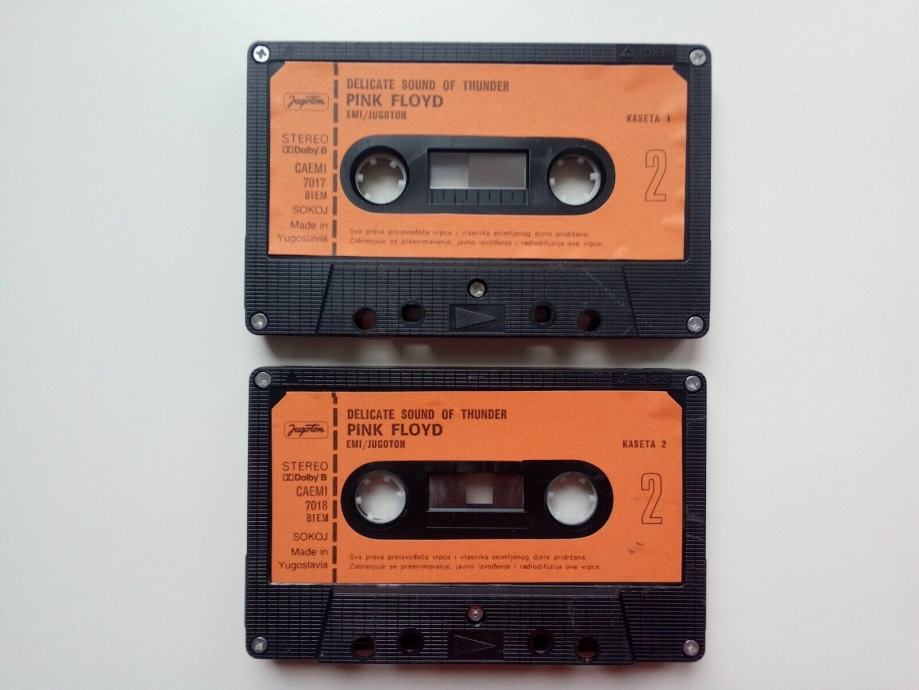 DELICATE SOUND OF THUNDER
PINK FLOYD
EMI/JUGOTON
Jugoton
KASETA 1
STEREO
Dolby B
CAEMI
7017
BIEM
SOKOJ
Made in
Yugoslavia
2
Sva prava proizvođača vrpca i vlasnika snimljenog djela pridržana.
Zabranjuje se presnimavanje, javno izvođenje i radiodifuzija ove vrpce.
DELICATE SOUND OF THUNDER
PINK FLOYD
EMI/JUGOTON
Jugoton
KASETA 2
STEREO
Dolby B
CAEMI
7018
BIEM
SOKOJ
Made in
Yugoslavia
2
Sva prava proizvođača vrpca i vlasnika snimljenog djela pridržana.
Zabranjuje se presnimavanje, javno izvođenje i radiodifuzija ove vrpce.